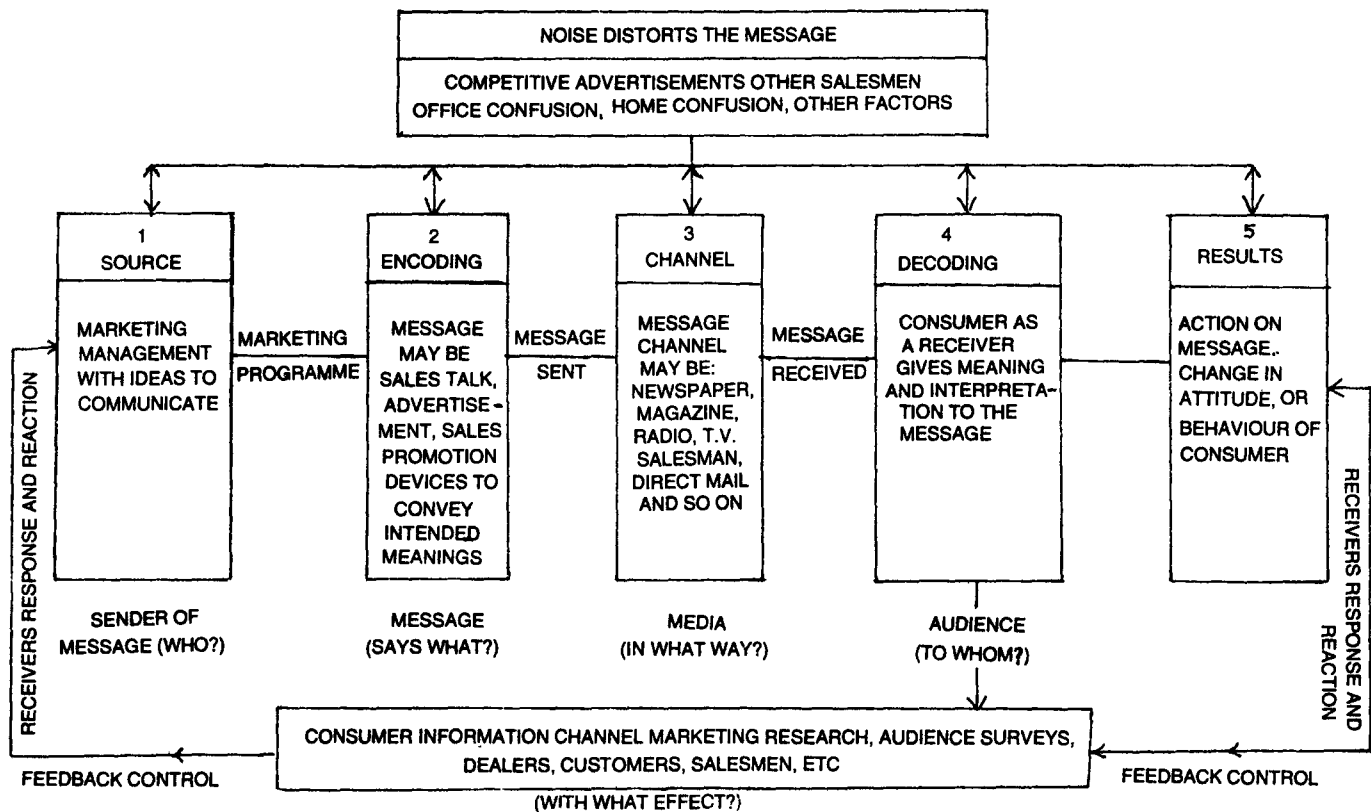 NOISE DISTORTS THE MESSAGE
COMPETITIVE ADVERTISEMENTS OTHER SALESMEN
OFFICE CONFUSION, HOME CONFUSION, OTHER FACTORS
1
SOURCE
MARKETING
MANAGEMENT
WITH IDEAS TO
COMMUNICATE
MARKETING
PROGRAMME
2
ENCODING
MESSAGE
MAY BE
SALES TALK,
ADVERTISE-
MENT, SALES
PROMOTION
DEVICES TO
CONVEY
INTENDED
MEANINGS
MESSAGE
SENT
3
CHANNEL
MESSAGE
CHANNEL
MAY BE:
NEWSPAPER,
MAGAZINE,
RADIO, T.V.
SALESMAN,
DIRECT MAIL
AND SO ON
MESSAGE
RECEIVED
4
DECODING
CONSUMER AS
A RECEIVER
GIVES MEANING
AND INTERPRETA-
TION TO THE
MESSAGE
5
RESULTS
ACTION ON
MESSAGE,
CHANGE IN
ATTITUDE, OR
BEHAVIOUR OF
CONSUMER
SENDER OF
MESSAGE (WHO?)
MESSAGE
(SAYS WHAT?)
MEDIA
(IN WHAT WAY?)
AUDIENCE
(TO WHOM?)
RECEIVERS RESPONSE AND REACTION
RECEIVERS RESPONSE AND
REACTION
CONSUMER INFORMATION CHANNEL MARKETING RESEARCH, AUDIENCE SURVEYS,
DEALERS, CUSTOMERS, SALESMEN, ETC
FEEDBACK CONTROL
FEEDBACK CONTROL
(WITH WHAT EFFECT?)